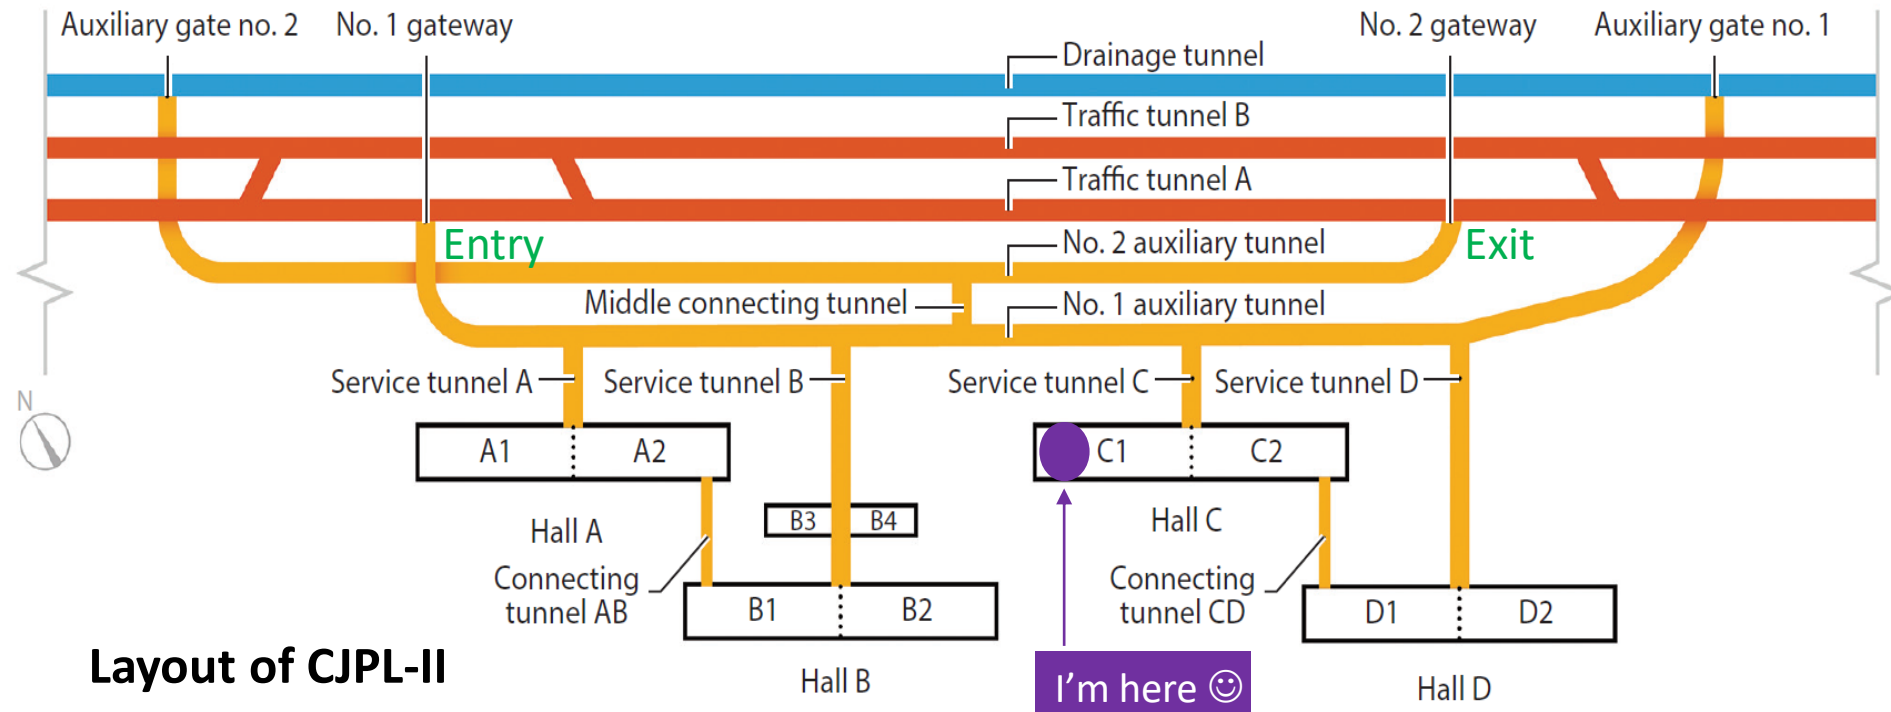 Auxiliary gate no. 2
No. 1 gateway
No. 2 gateway
Auxiliary gate no. 1
Drainage tunnel
Traffic tunnel B
Traffic tunnel A
Entry
No. 2 auxiliary tunnel
Exit
Middle connecting tunnel
No. 1 auxiliary tunnel
Service tunnel A
Service tunnel B
Service tunnel C
Service tunnel D
N
A1
A2
C1
C2
B3
B4
Hall A
Hall C
Connecting
tunnel AB
Connecting
tunnel CD
B1
B2
D1
D2
Layout of CJPL-II
Hall B
I’m here ☺
Hall D